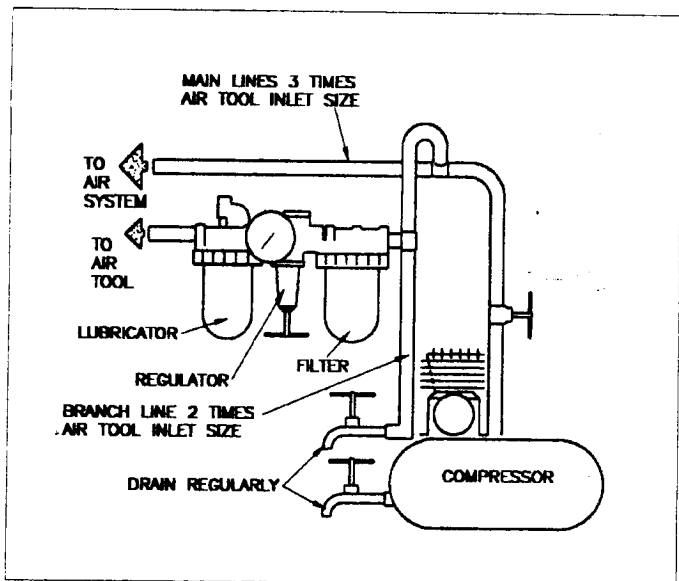 MAIN LINES 3 TIMES
AIR TOOL INLET SIZE
TO
AIR
SYSTEM
TO
AIR
TOOL
LUBRICATOR
REGULATOR
FILTER
BRANCH LINE 2 TIMES
AIR TOOL INLET SIZE
DRAIN REGULARLY
COMPRESSOR